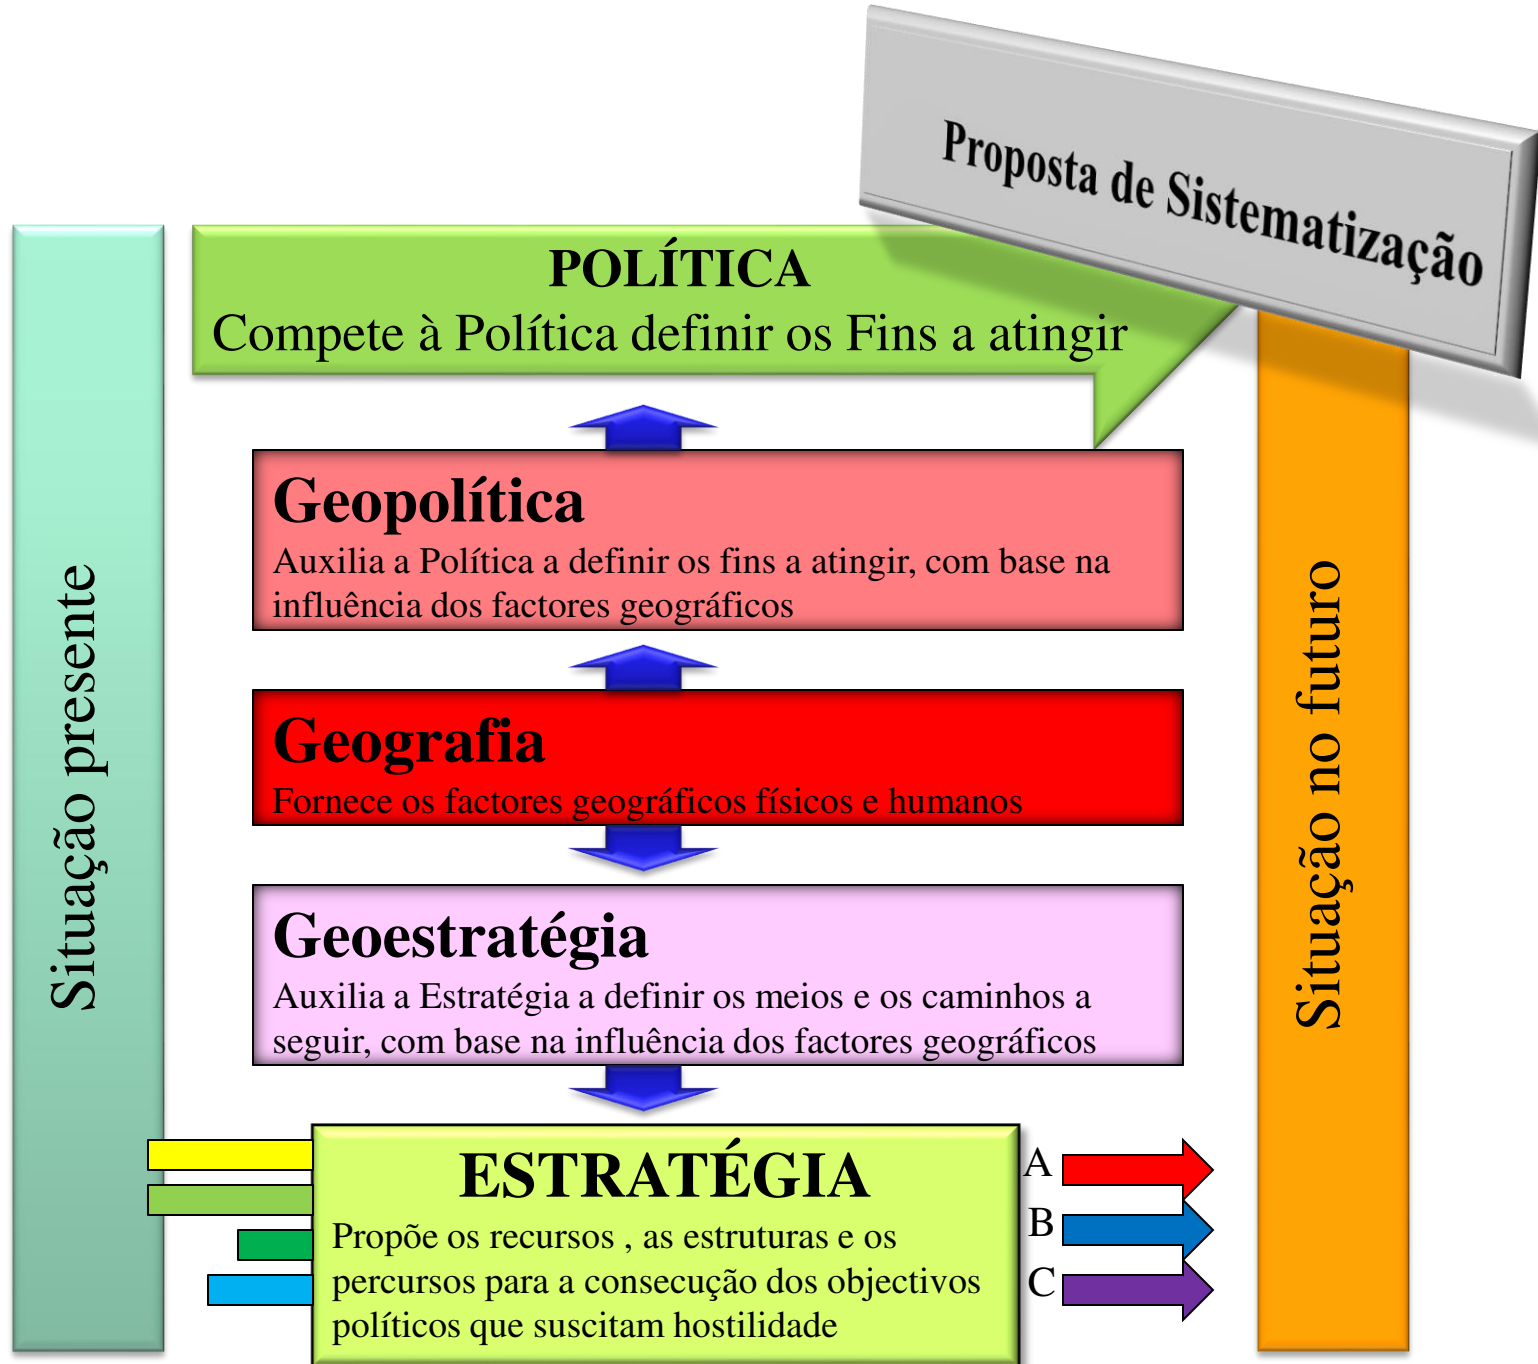 Proposta de Sistematização
POLÍTICA
Compete à Política definir os Fins a atingir
Situação presente
Geopolítica
Auxilia a Política a definir os fins a atingir, com base na
influência dos factores geográficos
Geografia
Fornece os factores geográficos físicos e humanos
Geoestratégia
Auxilia a Estratégia a definir os meios e os caminhos a
seguir, com base na influência dos factores geográficos
ESTRATÉGIA
Propõe os recursos , as estruturas e os
percursos para a consecução dos objectivos
políticos que suscitam hostilidade
A
B
C
Situação no futuro